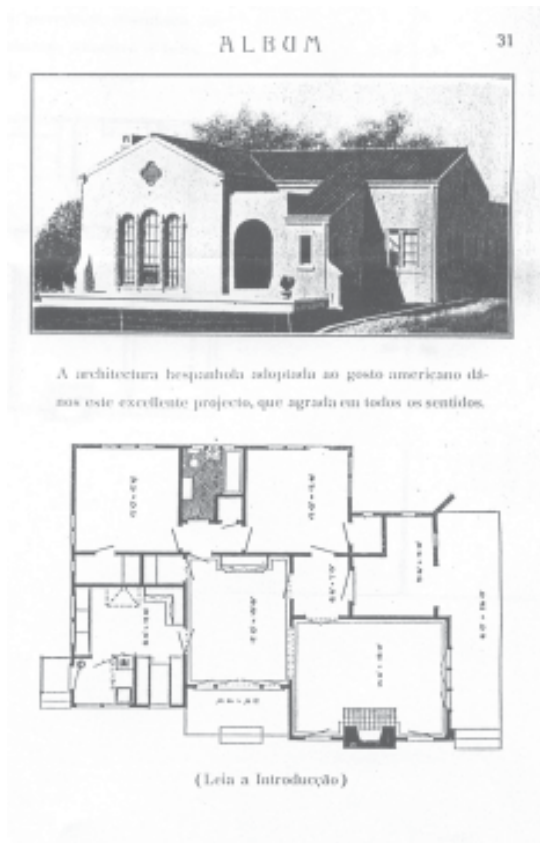 ALBUM
31
A architectura hespanhola adoptada ao gosto americano dá-
nos este excellente projecto, que agrada em todos os sentidos.
(Leia a Introducção)